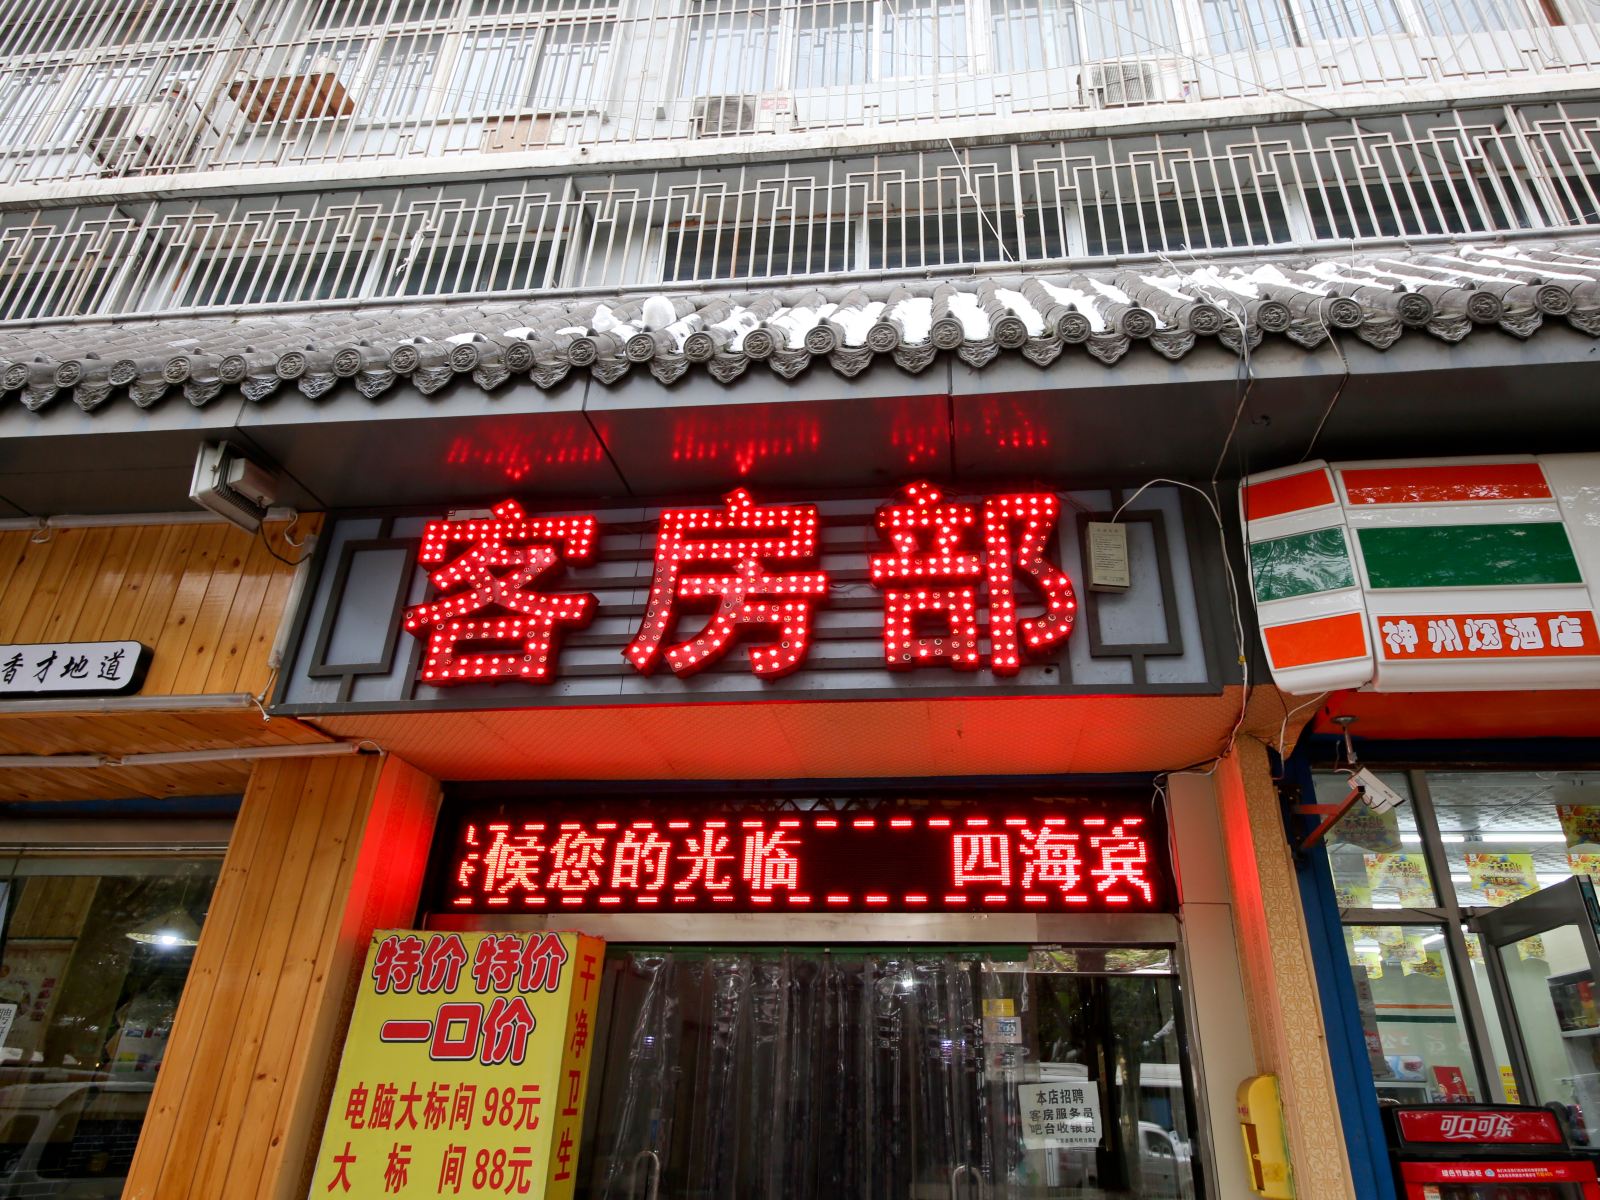 客房部
神州烟酒店
香才地道
候您的光临 四海宾
特价 特价
一口价
电脑大标间 98元
大标间 88元
干净卫生
本店招聘
客房服务员
吧台收银员
可口可乐